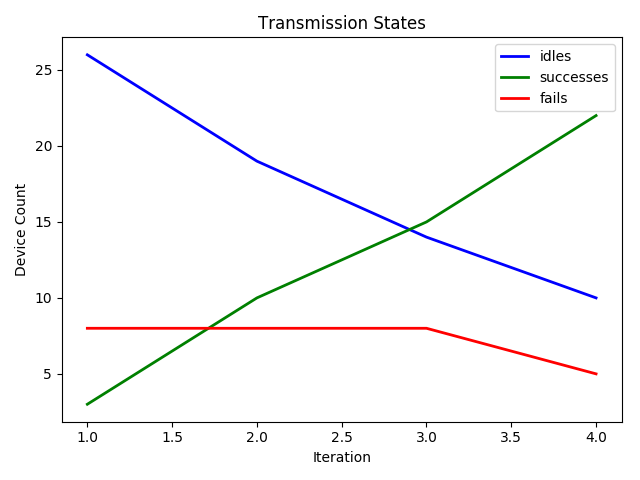 Transmission States
idles
successes
fails
25
20
15
10
5
Device Count
1.0 1.5 2.0 2.5 3.0 3.5 4.0
Iteration